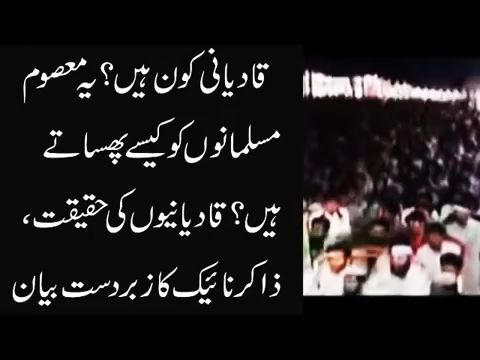 قادیانی کون ہیں؟ یہ معصوم
مسلمانوں کو کیسے پھساتے
ہیں؟ قادیانیوں کی حقیقت،
ذاکر نائیک کا زبردست بیان